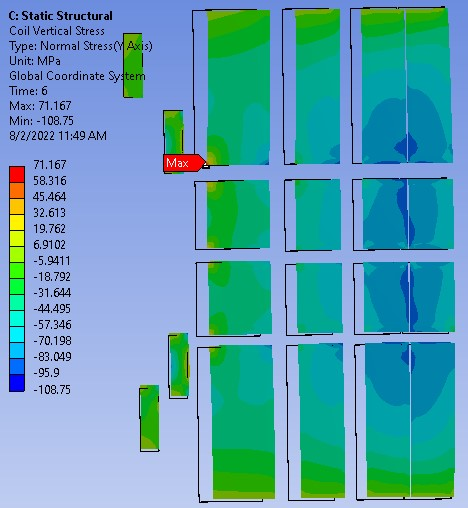 C: Static Structural
Coil Vertical Stress
Type: Normal Stress(Y Axis)
Unit: MPa
Global Coordinate System
Time: 6
Max: 71.167
Min: -108.75
8/2/2022 11:49 AM
Max
71.167
58.316
45.464
32.613
19.762
6.9102
-5.9411
-18.792
-31.644
-44.495
-57.346
-70.198
-83.049
-95.9
-108.75